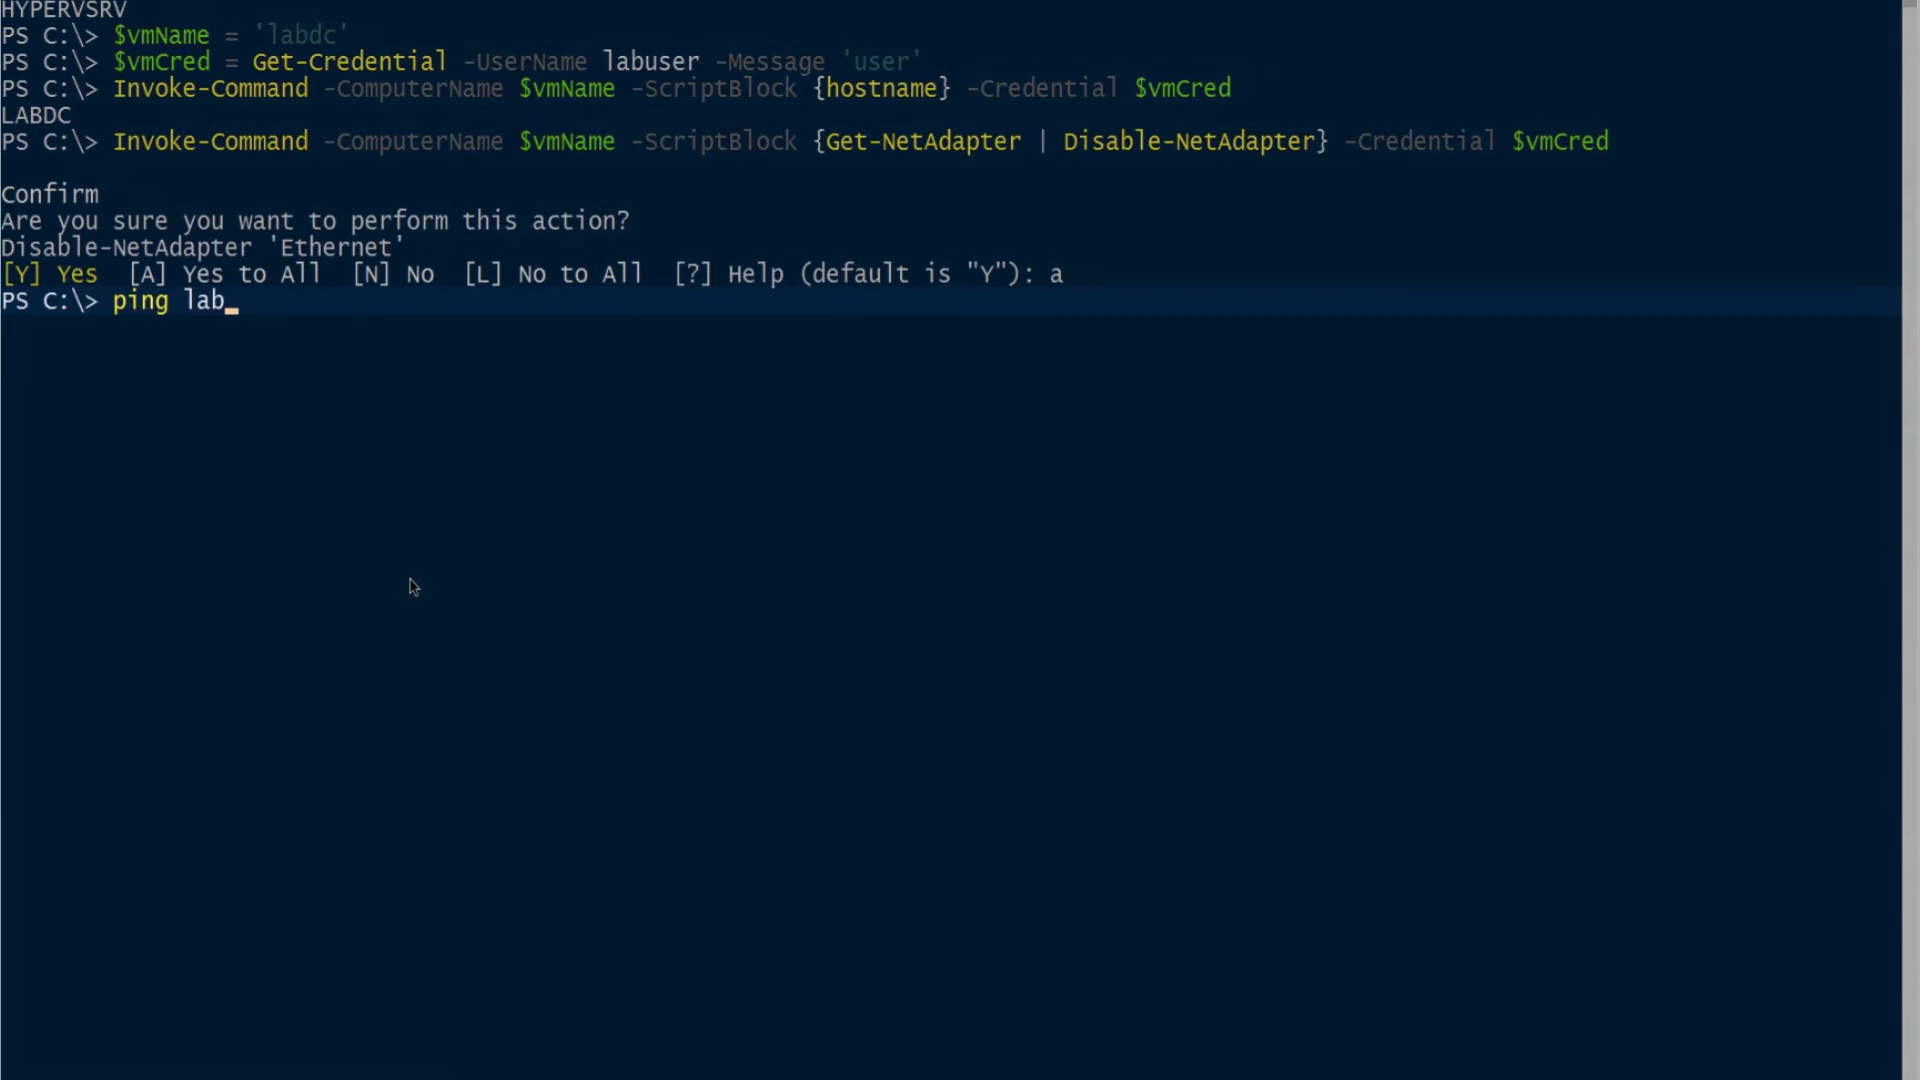 HYPERVSRV
PS C:\> $vmName = 'labdc'
PS C:\> $vmCred = Get-Credential -UserName labuser -Message 'user'
PS C:\> Invoke-Command -ComputerName $vmName -ScriptBlock {hostname} -Credential $vmCred
LABDC
PS C:\> Invoke-Command -ComputerName $vmName -ScriptBlock {Get-NetAdapter | Disable-NetAdapter} -Credential $vmCred
Confirm
Are you sure you want to perform this action?
Disable-NetAdapter 'Ethernet'
[Y] Yes  [A] Yes to All  [N] No  [L] No to All  [?] Help (default is "Y"): a
PS C:\> ping lab_